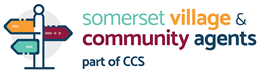 somerset village &
community agents
part of CCS